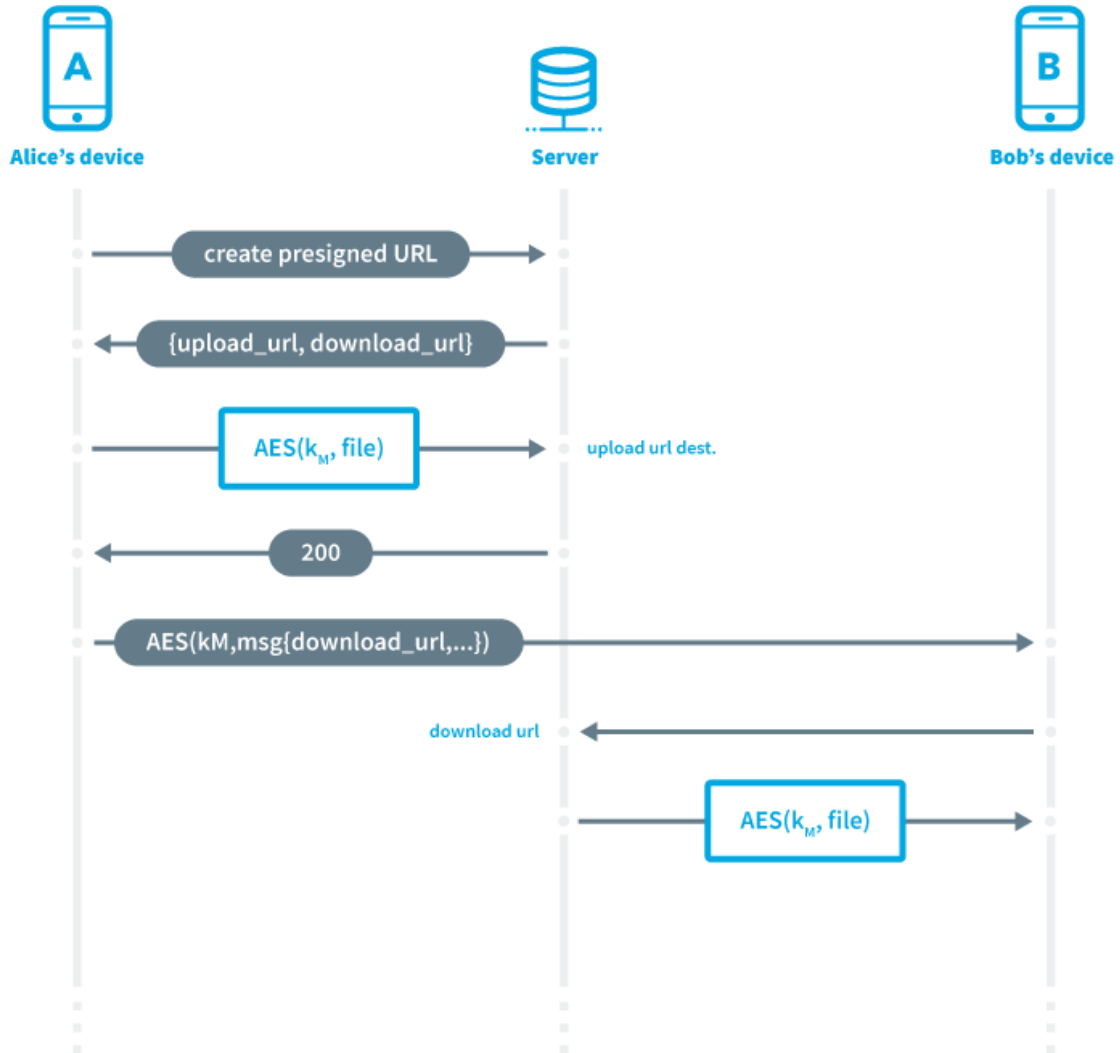 A
B
Alice’s device
Server
Bob’s device
create presigned URL
{upload_url, download_url}
AES(kM, file)
upload url dest.
200
AES(kM,msg{download_url,...})
download url
AES(kM, file)